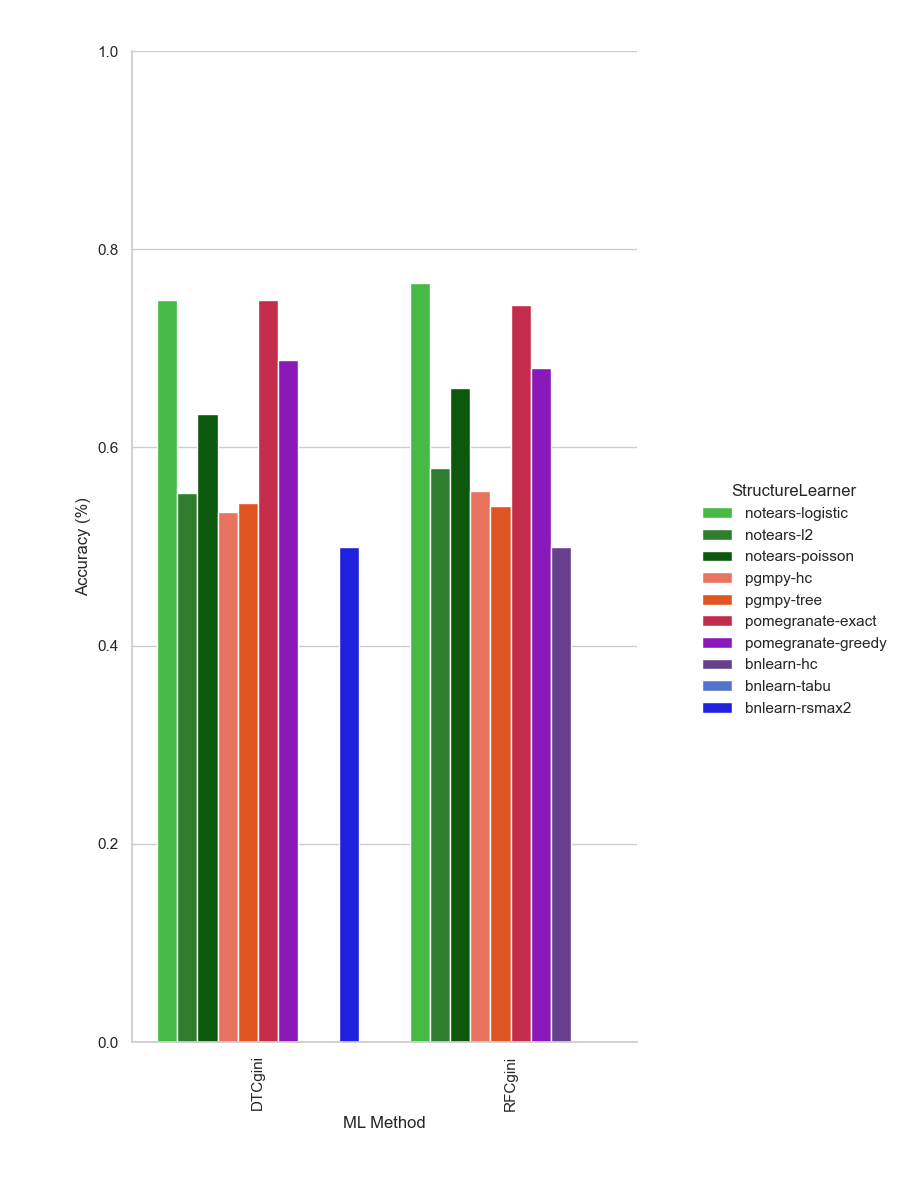 1.0
0.8
0.6
0.4
0.2
0.0
Accuracy (%)
DTCgini
RFCgini
ML Method
StructureLearner
notears-logistic
notears-l2
notears-poisson
pgmpy-hc
pgmpy-tree
pomegranate-exact
pomegranate-greedy
bnlearn-hc
bnlearn-tabu
bnlearn-rsmax2